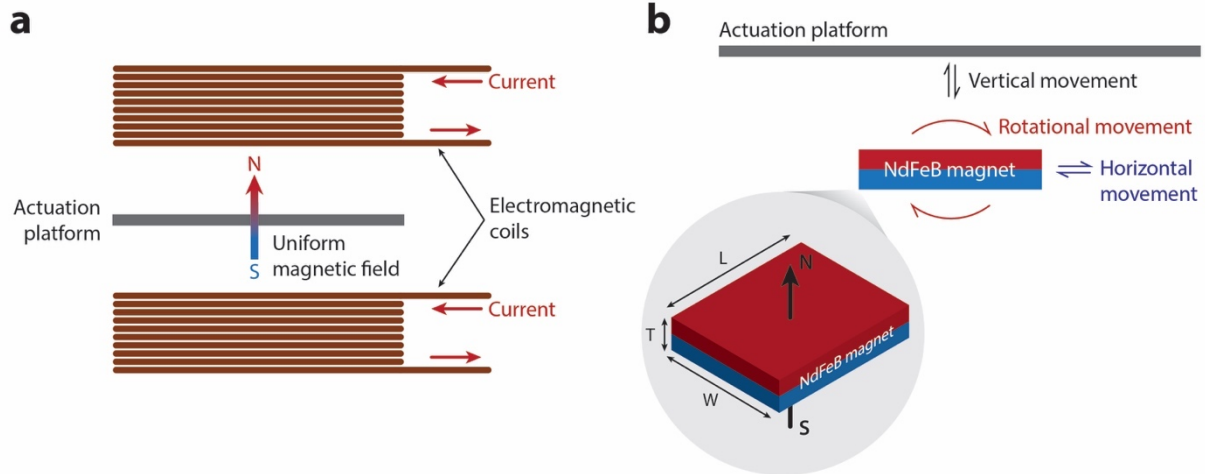 a
Current
N
Actuation
platform
Uniform
magnetic field
S
Electromagnetic
coils
Current
b
Actuation platform
Vertical movement
Rotational movement
NdFeB magnet
Horizontal
movement
L
N
T
NdFeB magnet
W
S